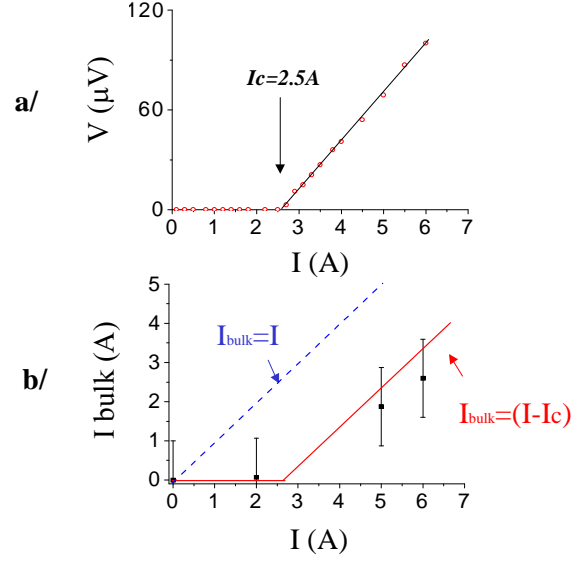 a/
V (μV)
120
60
0
Ic=2.5A
0 1 2 3 4 5 6 7
I (A)
b/
I bulk (A)
5
4
3
2
1
0
Ibulk=I
Ibulk=(I-Ic)
0 1 2 3 4 5 6 7
I (A)